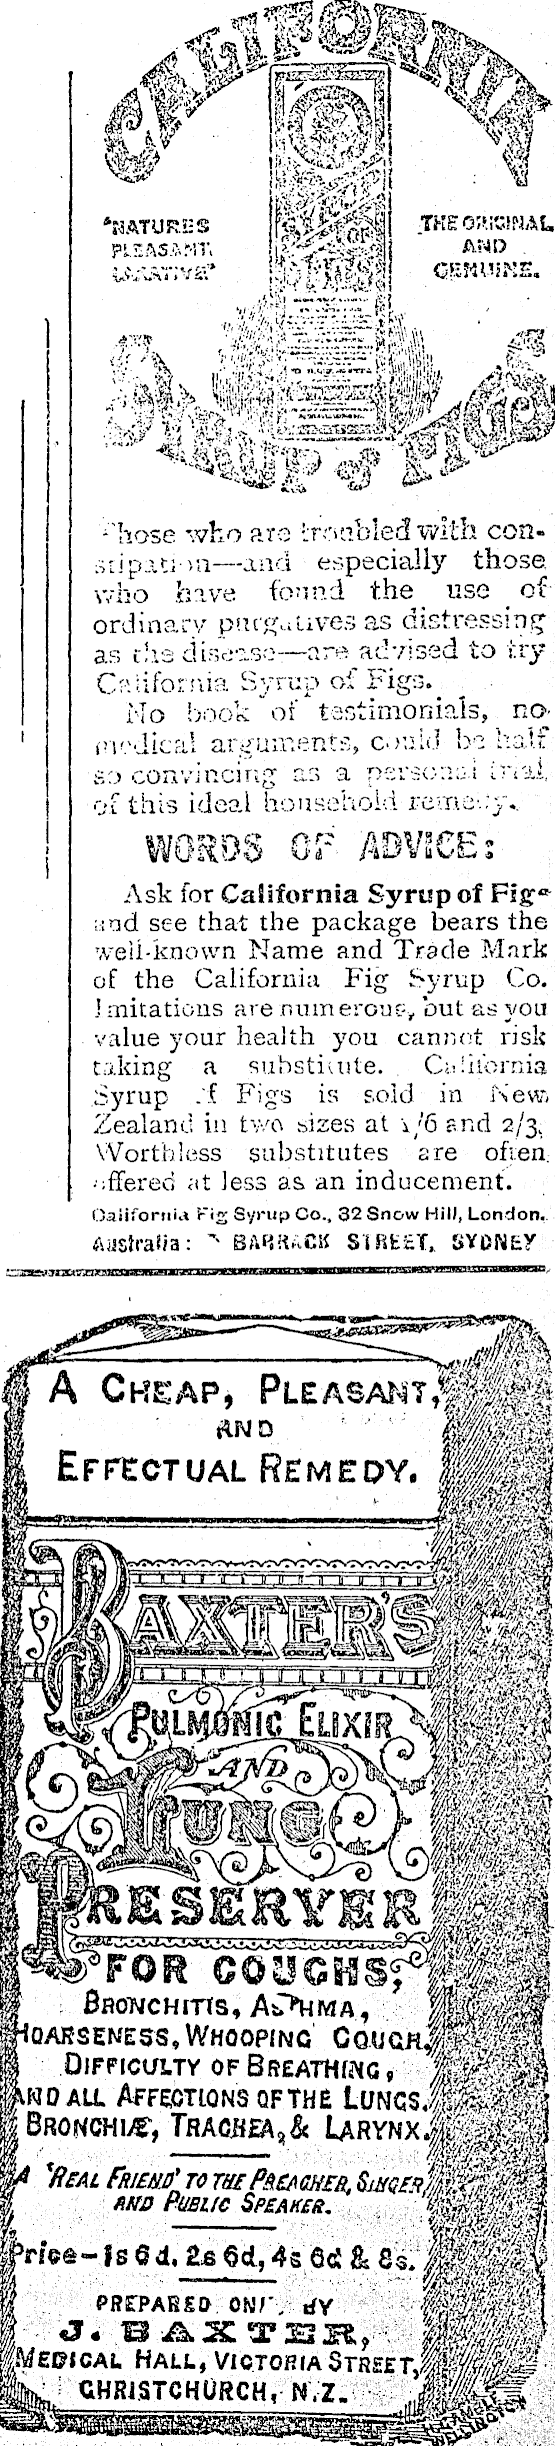 CALIFORNIA
"NATURES
PLEASANT
LAXATIVE"
SYRUP
OF
FIGS
THE ORIGINAL
AND
GENUINE.
SYRUP OF FIGS
Those who are troubled with con-
stipation—and especially those
who have found the use of
ordinary purgatives as distressing
as the disease—are advised to try
California Syrup of Figs.
No book of testimonials, no
medical arguments, could be half
so convincing as a personal trial
of this ideal household remedy.
WORDS OF ADVICE:
Ask for California Syrup of Figs
and see that the package bears the
well-known Name and Trade Mark
of the California Fig Syrup Co.
Imitations are numerous, but as you
value your health you cannot risk
taking a substitute. California
Syrup of Figs is sold in New
Zealand in two sizes at 1/6 and 2/3.
Worthless substitutes are often
offered at less as an inducement.
California Fig Syrup Co., 32 Snow Hill, London.
Australia: BARRACK STREET, SYDNEY
A CHEAP, PLEASANT,
AND
EFFECTUAL REMEDY.
BAXTER'S
PULMONIC ELIXIR
AND
LUNG
PRESERVER
FOR COUGHS,
BRONCHITIS, ASTHMA,
HOARSENESS, WHOOPING COUGH.
DIFFICULTY OF BREATHING,
AND ALL AFFECTIONS OF THE LUNGS.
BRONCHIÆ, TRACHEA, & LARYNX.
A 'REAL FRIEND' TO THE PREACHER, SINGER,
AND PUBLIC SPEAKER.
Price—1s 6d, 2s 6d, 4s 6d & 8s.
PREPARED ONLY BY
J. BAXTER,
MEDICAL HALL, VICTORIA STREET,
CHRISTCHURCH, N.Z.
WELLINGTON